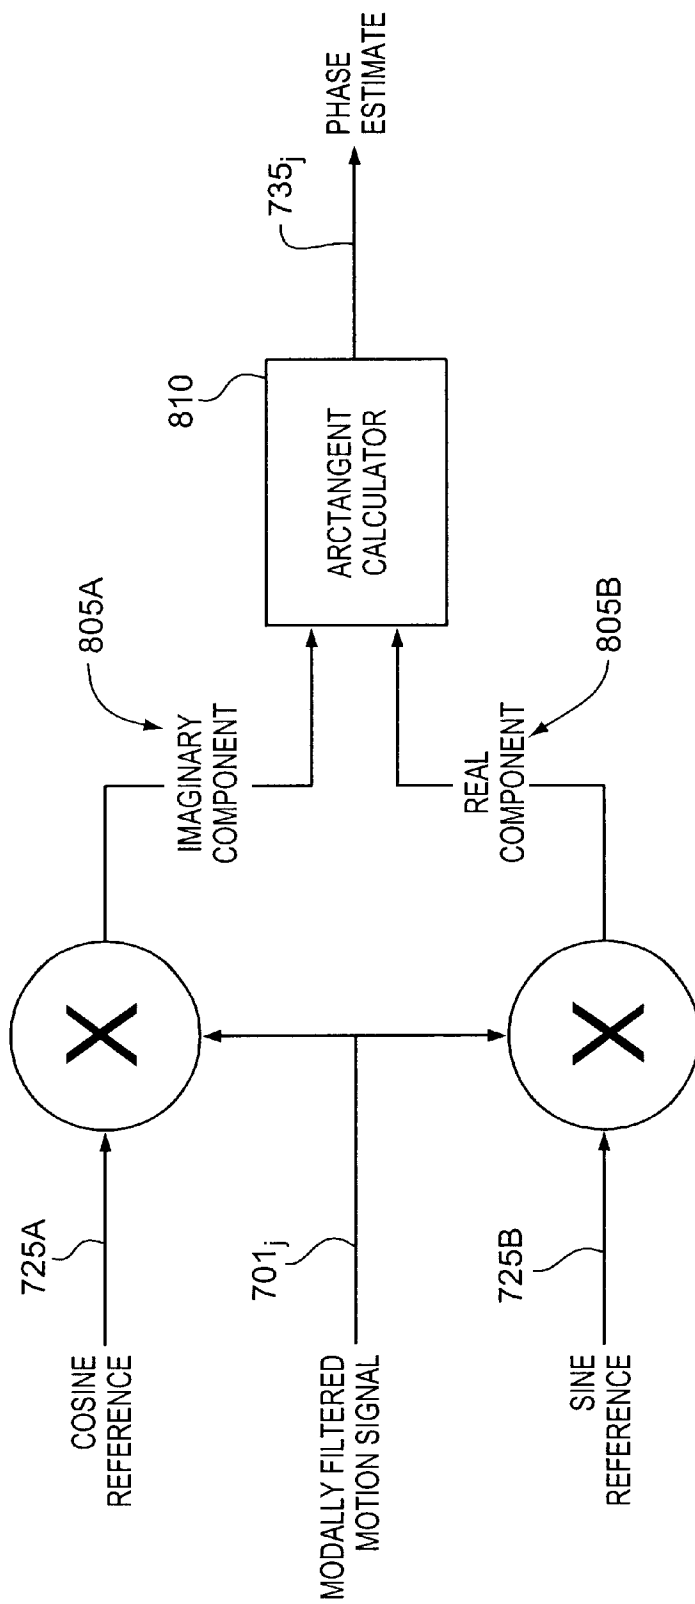 COSINE
REFERENCE
725A
X
IMAGINARY
COMPONENT
805A
MODALLY FILTERED
MOTION SIGNAL
701j
ARCTANGENT
CALCULATOR
810
735j
PHASE
ESTIMATE
SINE
REFERENCE
725B
X
REAL
COMPONENT
805B